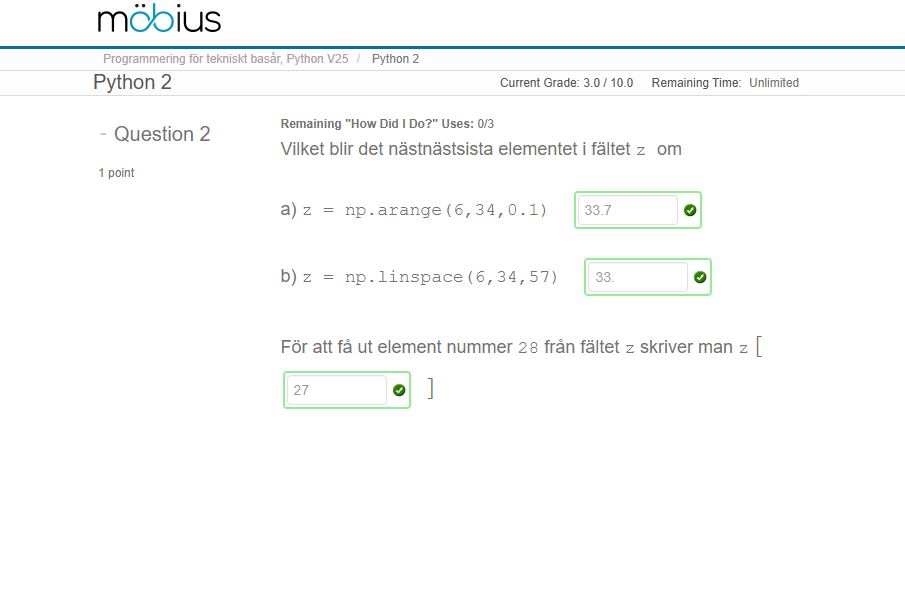 möbius
Programmering för tekniskt basår, Python V25 / Python 2
Python 2 Current Grade: 3.0 / 10.0 Remaining Time: Unlimited
- Question 2
1 point
Remaining "How Did I Do?" Uses: 0/3
Vilket blir det nästnästsista elementet i fältet z om
a) z = np.arange(6,34,0.1) 33.7
b) z = np.linspace(6,34,57) 33.
För att få ut element nummer 28 från fältet z skriver man z [
27 ]